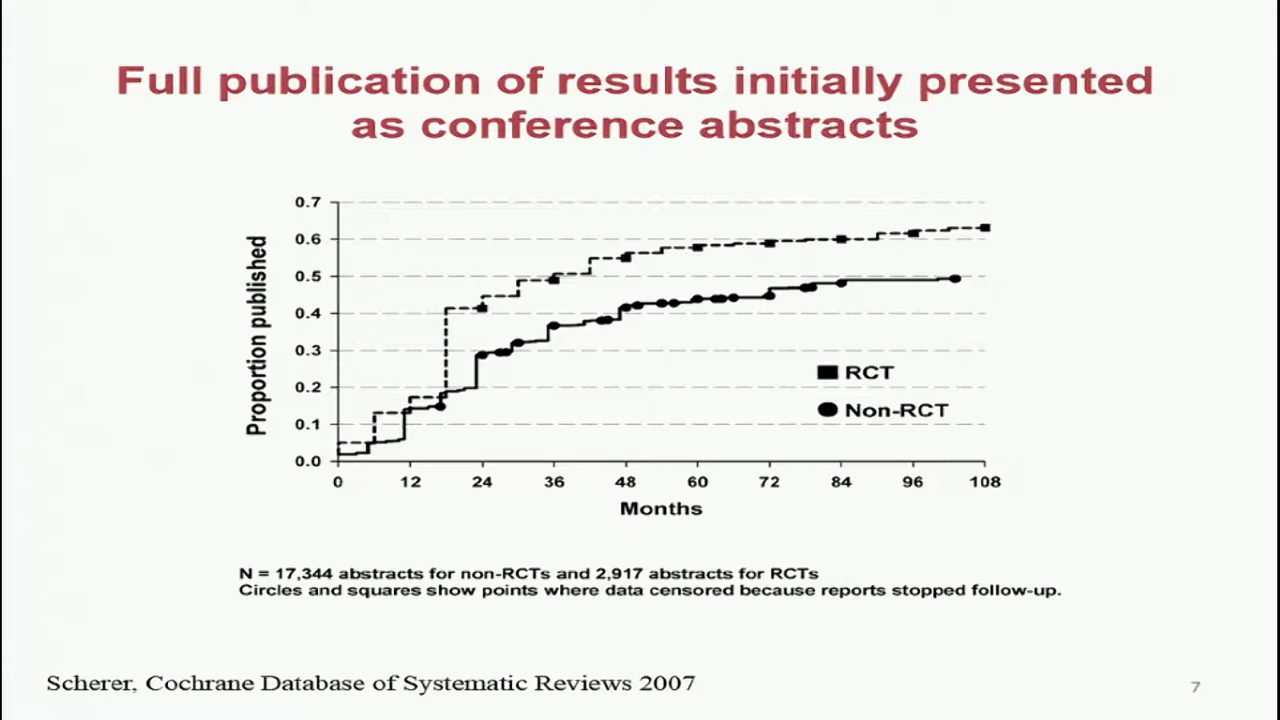 Full publication of results initially presented
as conference abstracts
Proportion published
0.7
0.6
0.5
0.4
0.3
0.2
0.1
0.0
RCT
Non-RCT
0 12 24 36 48 60 72 84 96 108
Months
N = 17,344 abstracts for non-RCTs and 2,917 abstracts for RCTs
Circles and squares show points where data censored because reports stopped follow-up.
Scherer, Cochrane Database of Systematic Reviews 2007
7